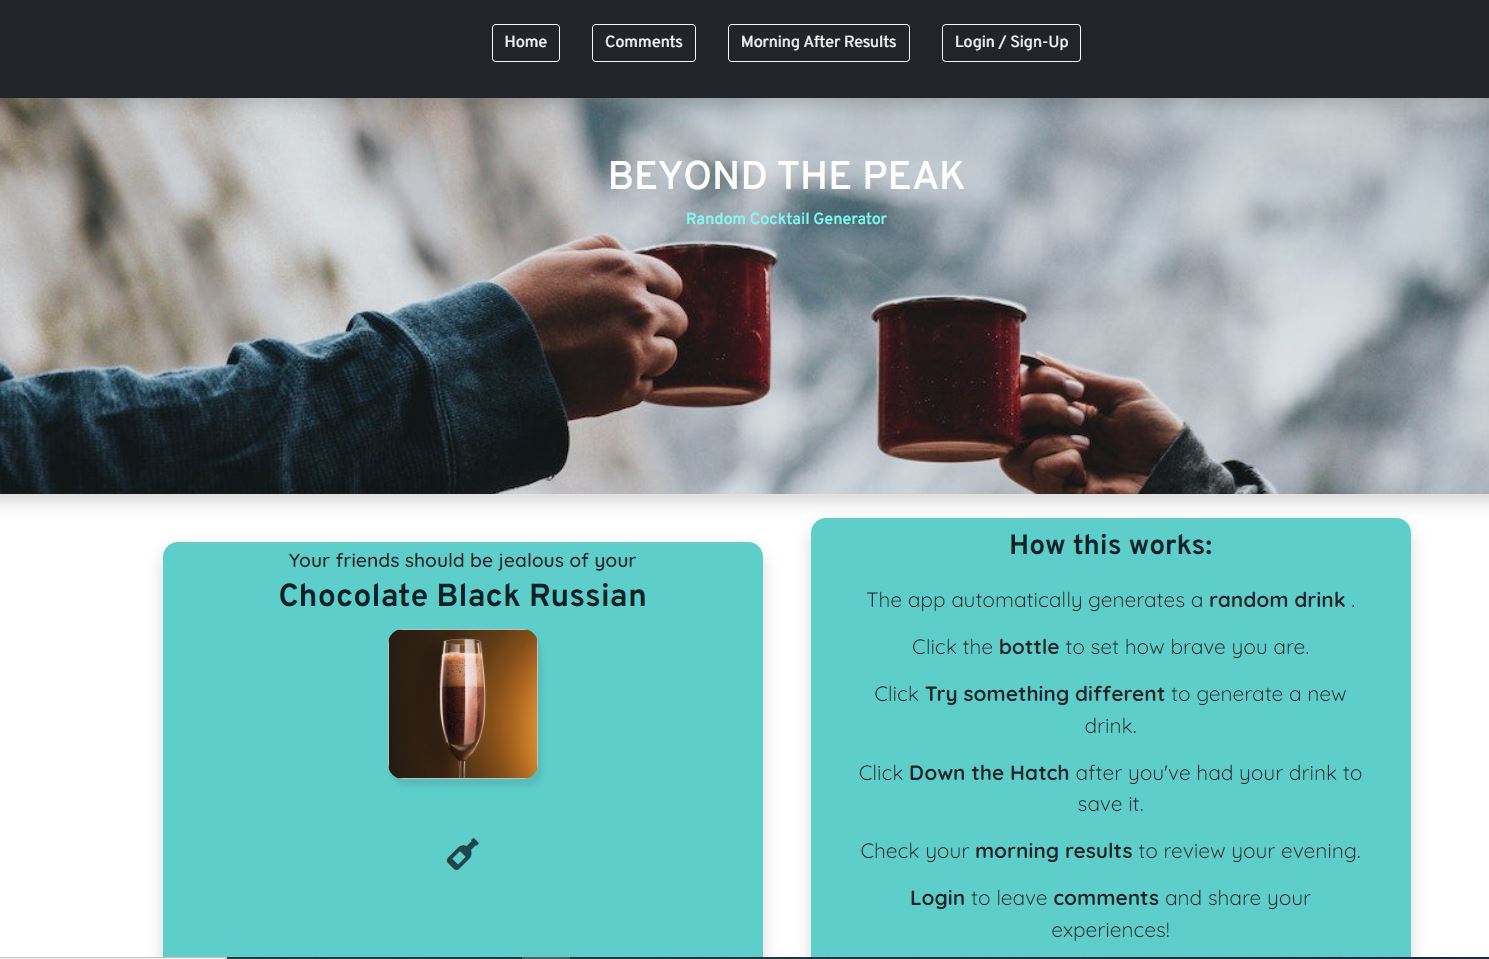 Home
Comments
Morning After Results
Login / Sign-Up
BEYOND THE PEAK
Random Cocktail Generator
Your friends should be jealous of your
Chocolate Black Russian
How this works:
The app automatically generates a random drink .
Click the bottle to set how brave you are.
Click Try something different to generate a new
drink.
Click Down the Hatch after you've had your drink to
save it.
Check your morning results to review your evening.
Login to leave comments and share your
experiences!